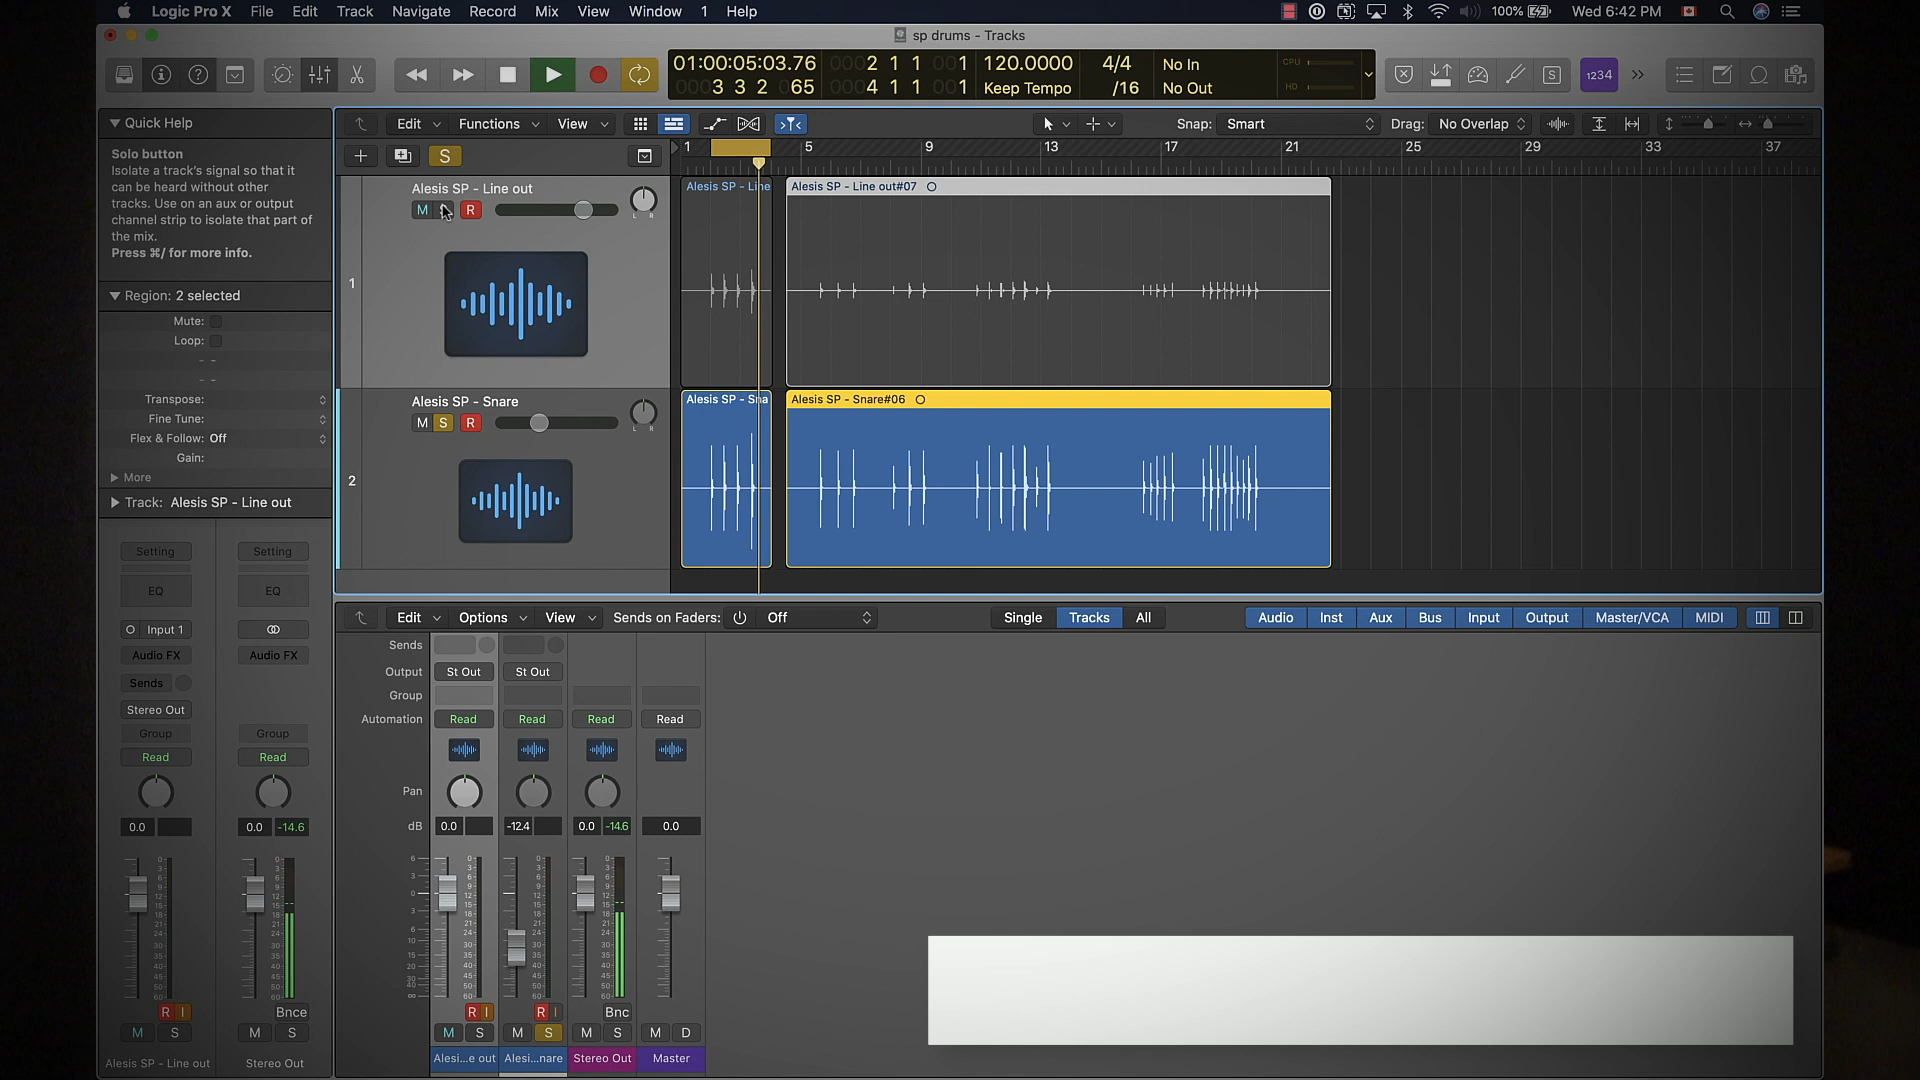 Logic Pro X File Edit Track Navigate Record Mix View Window 1 Help 100% Wed 6:42 PM
sp drums - Tracks
01:00:05:03.76 0002 1 1 001 120.0000 4/4 No In CPU
0003 3 2 065 0004 1 1 001 Keep Tempo /16 No Out HD
S 1234
Quick Help
Edit Functions View Snap: Smart Drag: No Overlap
Solo button
Isolate a track's signal so that it
can be heard without other
tracks. Use on an aux or output
channel strip to isolate that part of
the mix.
Press ⌘/ for more info.
S 1 5 9 13 17 21 25 29 33 37
Alesis SP - Line out
M R L R
Alesis SP - Line
Alesis SP - Line out#07
1
Region: 2 selected
Mute:
Loop:
Transpose:
Fine Tune:
Flex & Follow: Off
Gain:
More
Track: Alesis SP - Line out
Alesis SP - Snare
M S R L R
Alesis SP - Sna
Alesis SP - Snare#06
2
Setting Setting
EQ EQ
Input 1
Audio FX Audio FX
Sends
Stereo Out
Group Group
Read Read
0.0 0.0 -14.6
R I Bnce
M S M S
Alesis SP - Line out Stereo Out
Edit Options View Sends on Faders: Off Single Tracks All Audio Inst Aux Bus Input Output Master/VCA MIDI
Sends
Output St Out St Out
Group
Automation Read Read Read Read
Pan
dB 0.0 -12.4 0.0 -14.6 0.0
R I R I Bnc
M S M S M S M D
Alesi...e out Alesi...nare Stereo Out Master